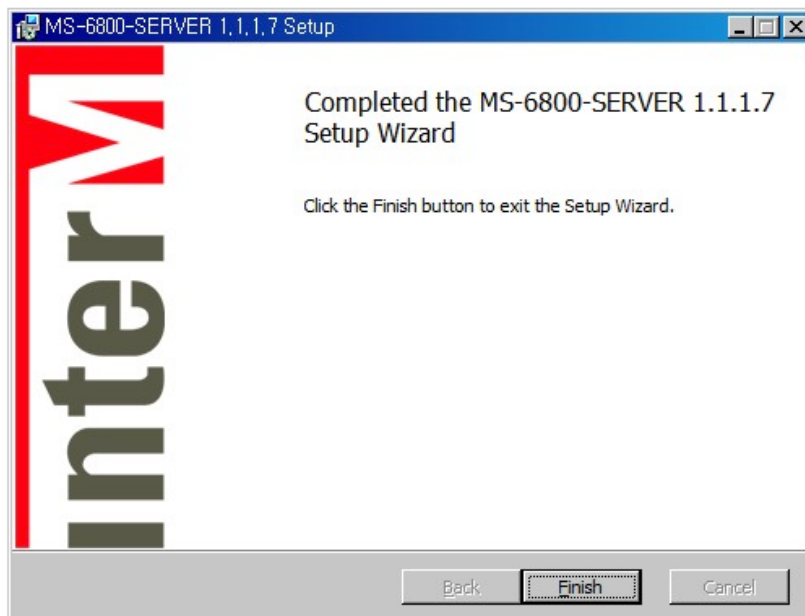 MS-6800-SERVER 1.1.1.7 Setup
inter M
Completed the MS-6800-SERVER 1.1.1.7
Setup Wizard
Click the Finish button to exit the Setup Wizard.
Back
Finish
Cancel